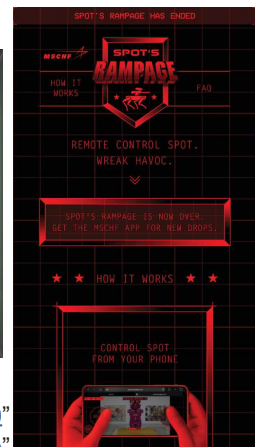 SPOT'S RAMPAGE HAS ENDED
MSCHF
SPOT'S
RAMPAGE
HOW IT
WORKS
FAQ
REMOTE CONTROL SPOT.
WREAK HAVOC.
SPOT'S RAMPAGE IS NOW OVER.
GET THE MSCHF APP FOR NEW DROPS.
★ ★ HOW IT WORKS ★ ★
CONTROL SPOT
FROM YOUR PHONE
”
”